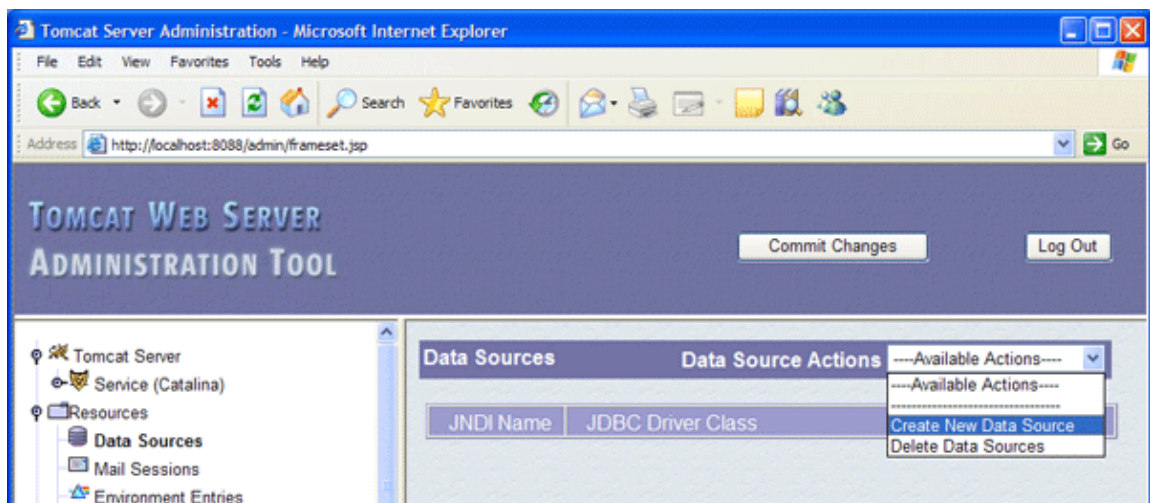 Tomcat Server Administration - Microsoft Internet Explorer
File Edit View Favorites Tools Help
Back Search Favorites
Address http://localhost:8088/admin/frameset.jsp Go
TOMCAT WEB SERVER
ADMINISTRATION TOOL
Commit Changes Log Out
Tomcat Server
Service (Catalina)
Resources
Data Sources
Mail Sessions
Environment Entries
Data Sources Data Source Actions ----Available Actions----
----Available Actions----
---------------------------------
Create New Data Source
Delete Data Sources
JNDI Name JDBC Driver Class